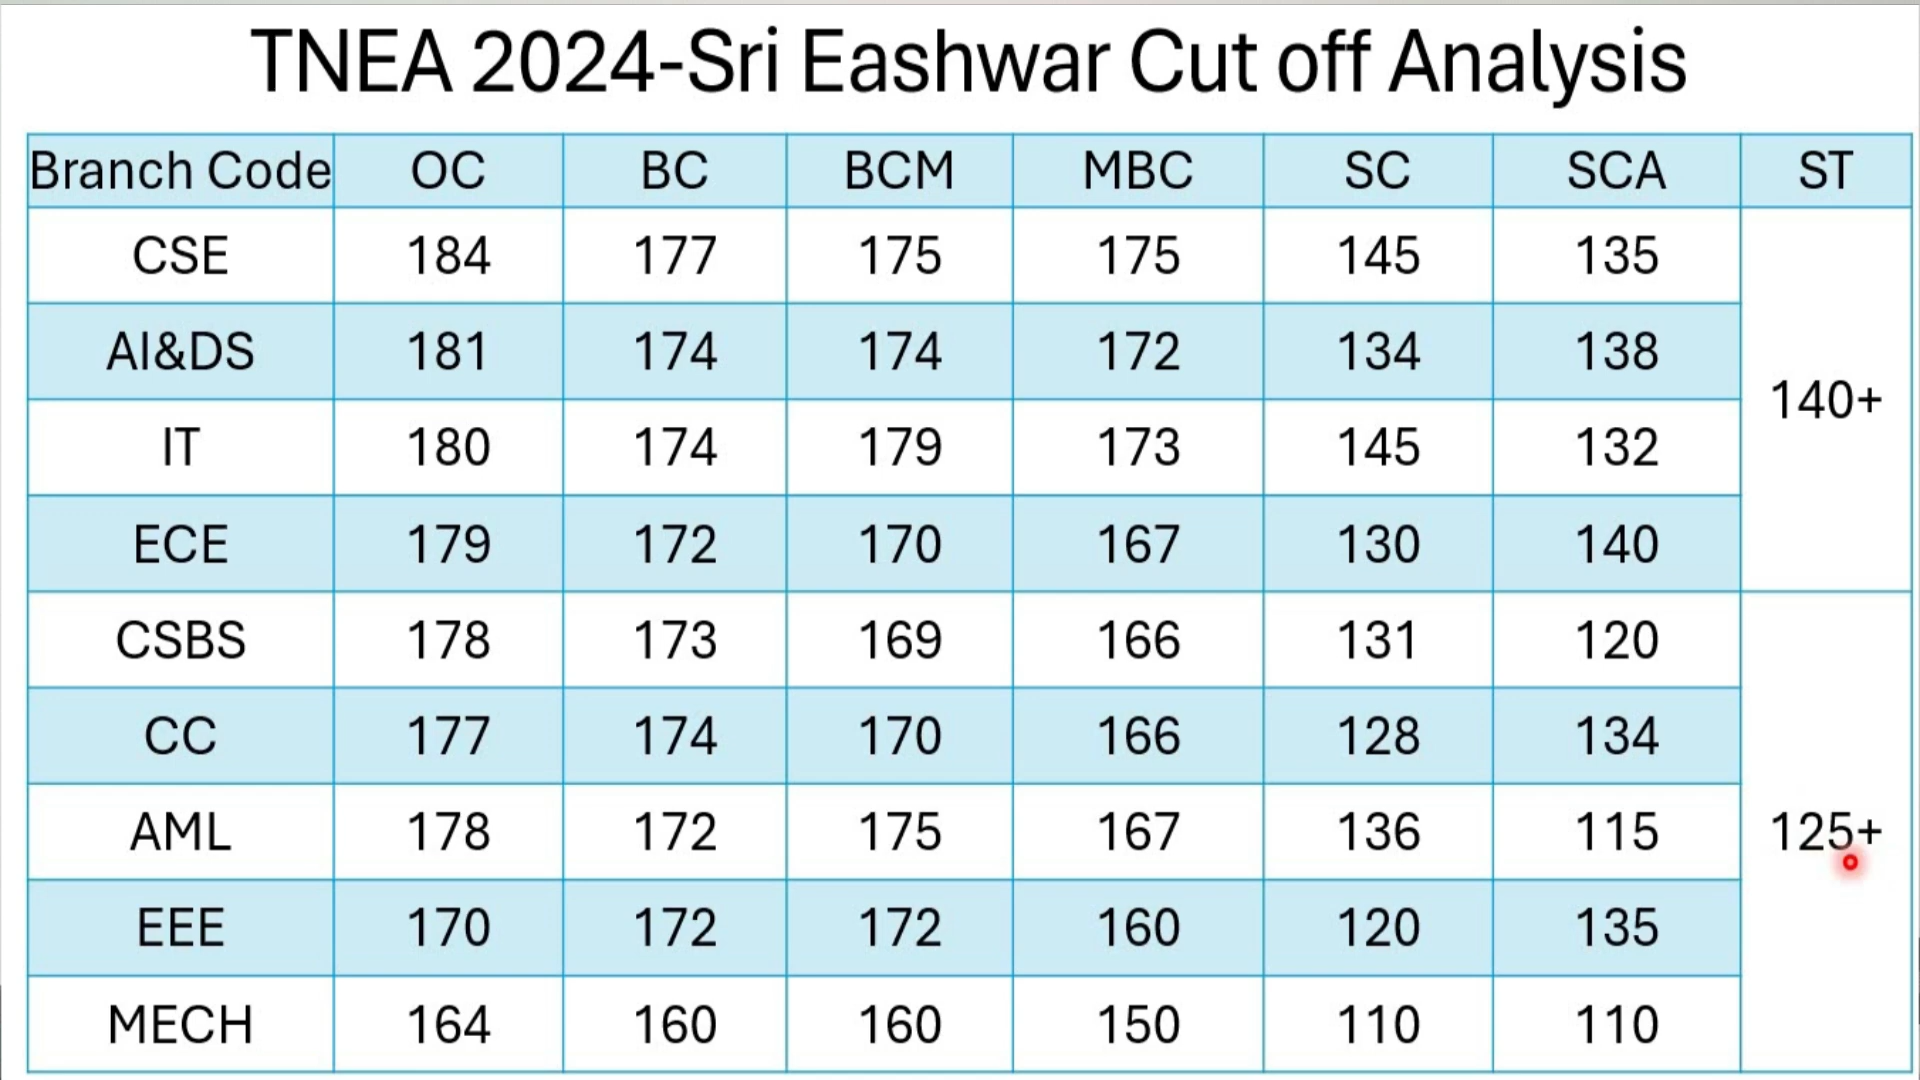 TNEA 2024-Sri Eashwar Cut off Analysis
Branch Code OC BC BCM MBC SC SCA ST
CSE 184 177 175 175 145 135
AI&DS 181 174 174 172 134 138
140+
IT 180 174 179 173 145 132
ECE 179 172 170 167 130 140
CSBS 178 173 169 166 131 120
CC 177 174 170 166 128 134
AML 178 172 175 167 136 115 125+
EEE 170 172 172 160 120 135
MECH 164 160 160 150 110 110